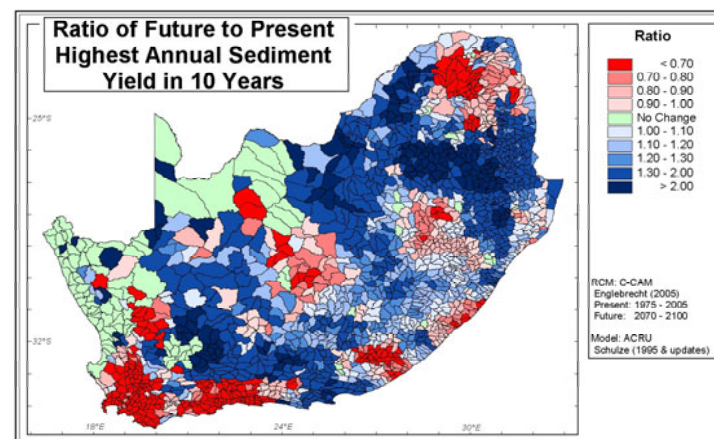 Ratio of Future to Present
Highest Annual Sediment
Yield in 10 Years
Ratio
< 0.70
0.70 - 0.80
0.80 - 0.90
0.90 - 1.00
No Change
1.00 - 1.10
1.10 - 1.20
1.20 - 1.30
1.30 - 2.00
> 2.00
RCM: C-CAM
Englebrecht (2005)
Present: 1975 - 2005
Future: 2070 - 2100
Model: ACRU
Schulze (1995 & updates)
25°S
32°S
18°E
24°E
30°E